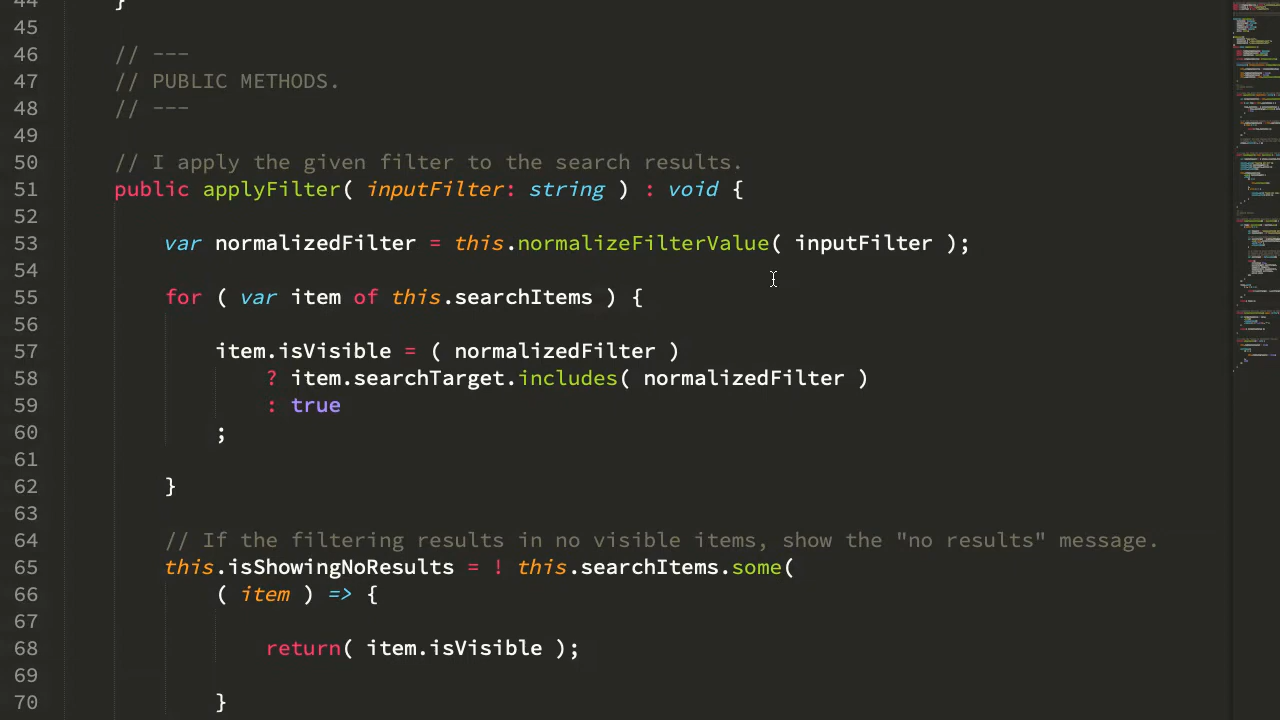 44 }
45
46 // ---
47 // PUBLIC METHODS.
48 // ---
49
50 // I apply the given filter to the search results.
51 public applyFilter( inputFilter: string ) : void {
52
53 var normalizedFilter = this.normalizeFilterValue( inputFilter );
54
55 for ( var item of this.searchItems ) {
56
57 item.isVisible = ( normalizedFilter )
58 ? item.searchTarget.includes( normalizedFilter )
59 : true
60 ;
61
62 }
63
64 // If the filtering results in no visible items, show the "no results" message.
65 this.isShowingNoResults = ! this.searchItems.some(
66 ( item ) => {
67
68 return( item.isVisible );
69
70 }